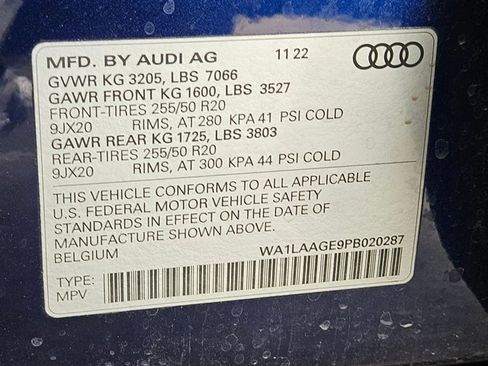 MFD. BY AUDI AG 11 22
GVWR KG 3205, LBS 7066
GAWR FRONT KG 1600, LBS 3527
FRONT-TIRES 255/50 R20
9JX20 RIMS, AT 280 KPA 41 PSI COLD
GAWR REAR KG 1725, LBS 3803
REAR-TIRES 255/50 R20
9JX20 RIMS, AT 300 KPA 44 PSI COLD
THIS VEHICLE CONFORMS TO ALL APPLICABLE
U.S. FEDERAL MOTOR VEHICLE SAFETY
STANDARDS IN EFFECT ON THE DATE OF
MANUFACTURE SHOWN ABOVE.
BELGIUM WA1LAAGE9PB020287
TYPE:
MPV